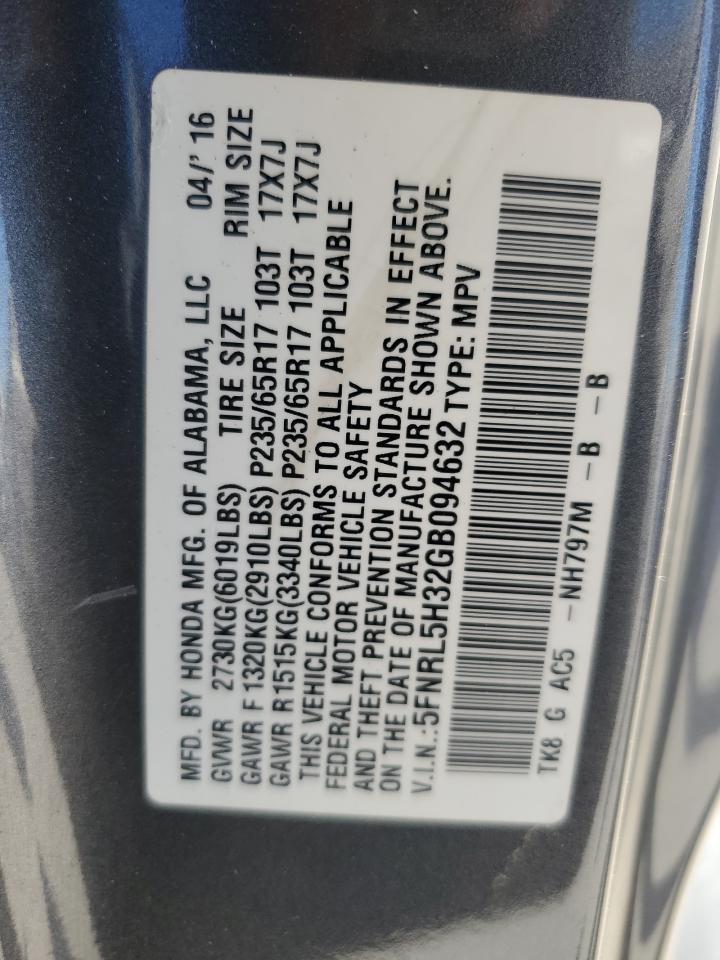 MFD. BY HONDA MFG. OF ALABAMA, LLC 04/' 16
GVWR 2730KG(6019LBS) TIRE SIZE RIM SIZE
GAWR F1320KG(2910LBS) P235/65R17 103T 17X7J
GAWR R1515KG(3340LBS) P235/65R17 103T 17X7J
THIS VEHICLE CONFORMS TO ALL APPLICABLE
FEDERAL MOTOR VEHICLE SAFETY
AND THEFT PREVENTION STANDARDS IN EFFECT
ON THE DATE OF MANUFACTURE SHOWN ABOVE.
V.I.N.:5FNRL5H32GB094632 TYPE: MPV
TK8 G AC5 -NH797M -B -B